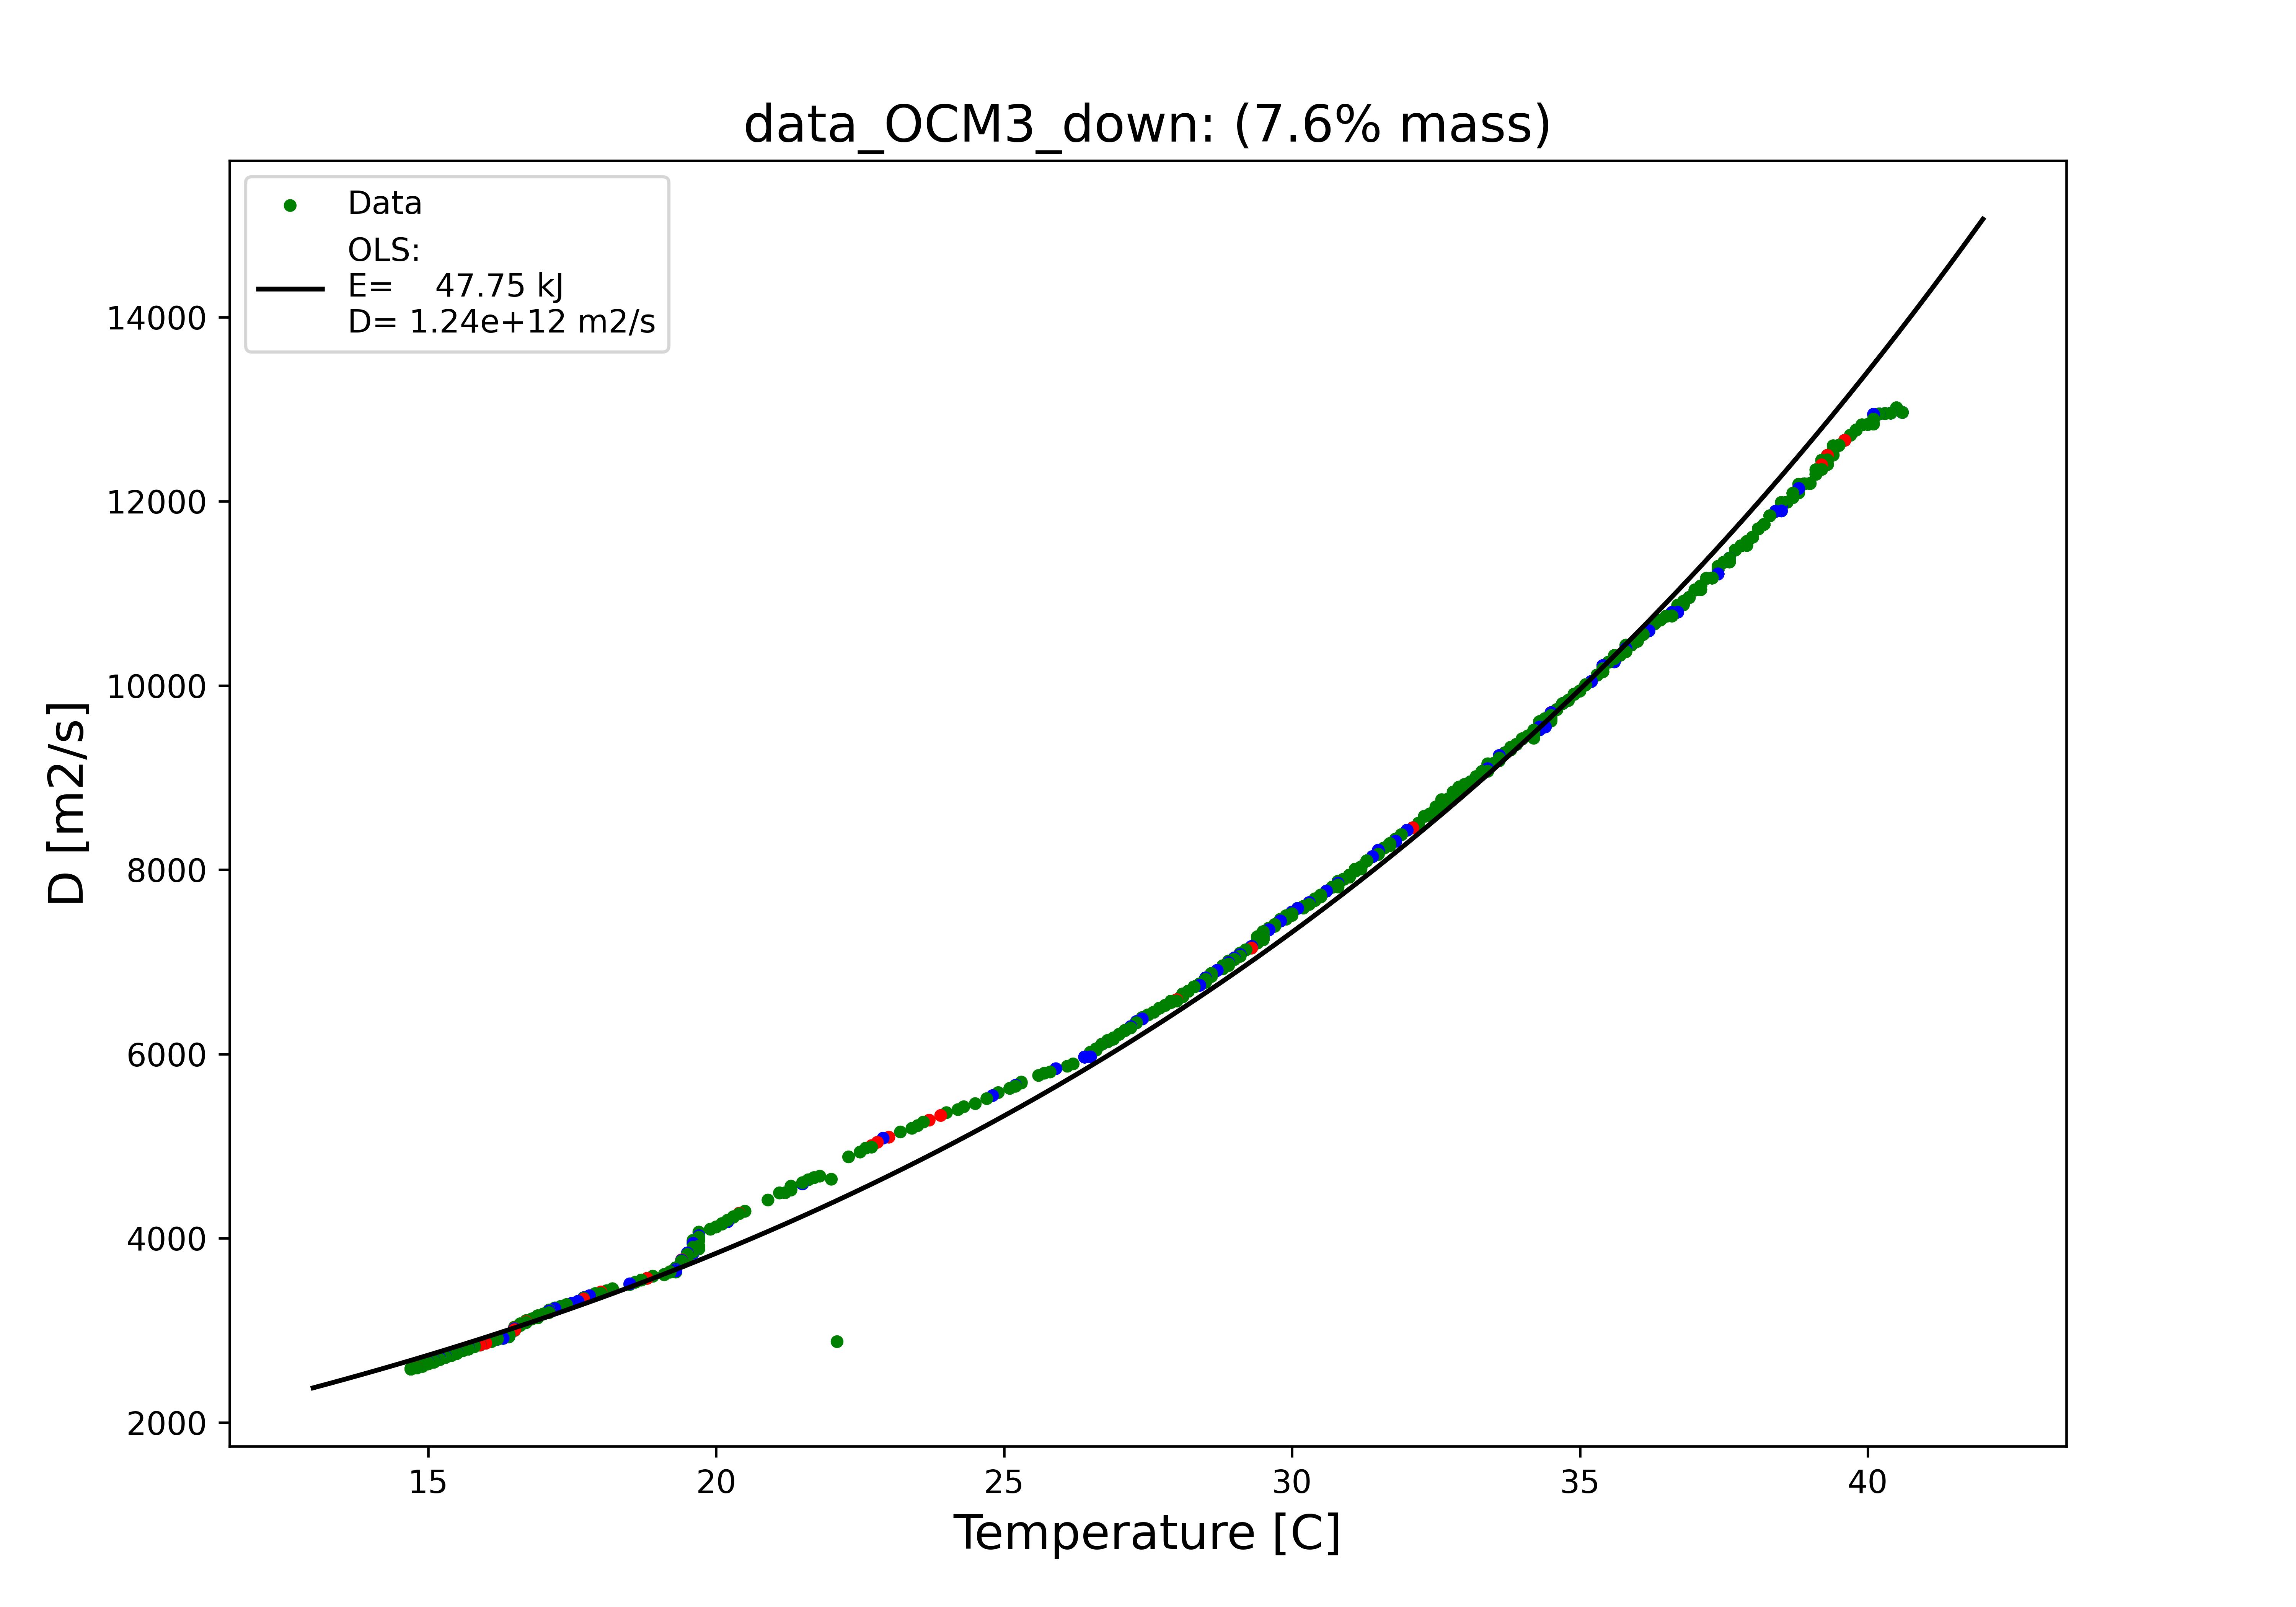 data_OCM3_down: (7.6% mass)
Data
OLS:
E=    47.75 kJ
D= 1.24e+12 m2/s
14000
12000
10000
8000
6000
4000
2000
D [m2/s]
15 20 25 30 35 40
Temperature [C]